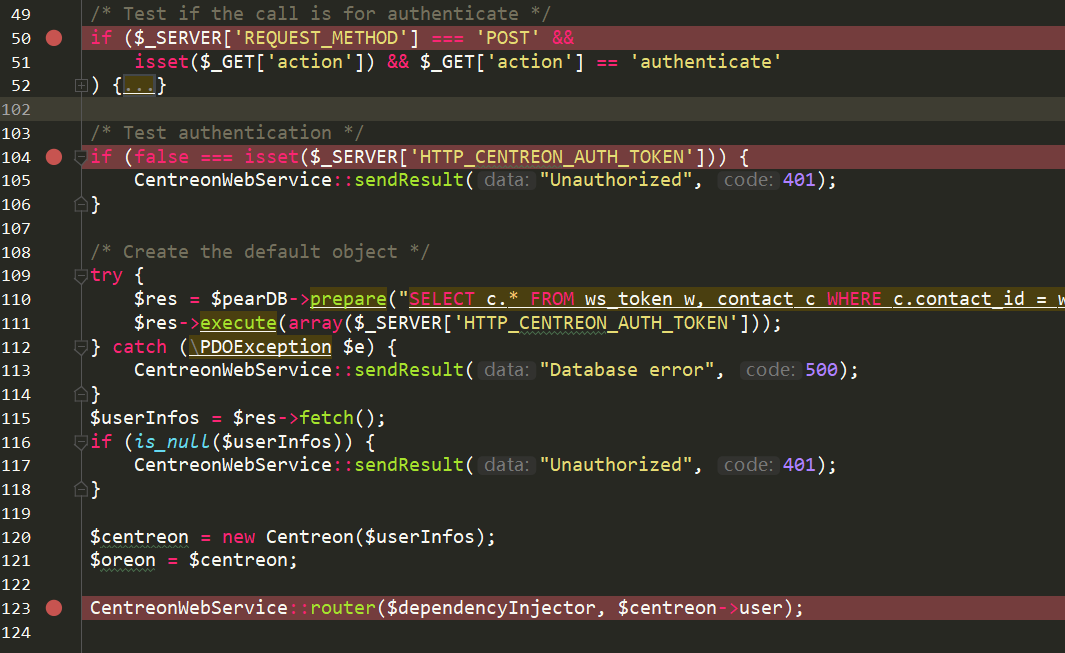 49 /* Test if the call is for authenticate */
50 if ($_SERVER['REQUEST_METHOD'] === 'POST' &&
51 isset($_GET['action']) && $_GET['action'] == 'authenticate'
52 ) {...}
102
103 /* Test authentication */
104 if (false === isset($_SERVER['HTTP_CENTREON_AUTH_TOKEN'])) {
105 CentreonWebService::sendResult( data: "Unauthorized", code: 401);
106 }
107
108 /* Create the default object */
109 try {
110 $res = $pearDB->prepare("SELECT c.* FROM ws_token w, contact c WHERE c.contact_id = w
111 $res->execute(array($_SERVER['HTTP_CENTREON_AUTH_TOKEN']));
112 } catch (\PDOException $e) {
113 CentreonWebService::sendResult( data: "Database error", code: 500);
114 }
115 $userInfos = $res->fetch();
116 if (is_null($userInfos)) {
117 CentreonWebService::sendResult( data: "Unauthorized", code: 401);
118 }
119
120 $centreon = new Centreon($userInfos);
121 $oreon = $centreon;
122
123 CentreonWebService::router($dependencyInjector, $centreon->user);
124